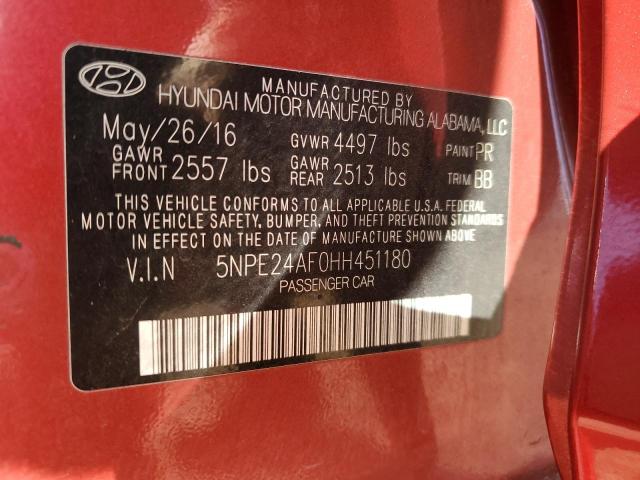 MANUFACTURED BY
HYUNDAI MOTOR MANUFACTURING ALABAMA, LLC
May/26/16 GVWR 4497 lbs PAINT PR
GAWR FRONT 2557 lbs GAWR REAR 2513 lbs TRIM BB
THIS VEHICLE CONFORMS TO ALL APPLICABLE U.S.A. FEDERAL
MOTOR VEHICLE SAFETY, BUMPER, AND THEFT PREVENTION STANDARDS
IN EFFECT ON THE DATE OF MANUFACTURE SHOWN ABOVE.
V.I.N 5NPE24AF0HH451180
PASSENGER CAR